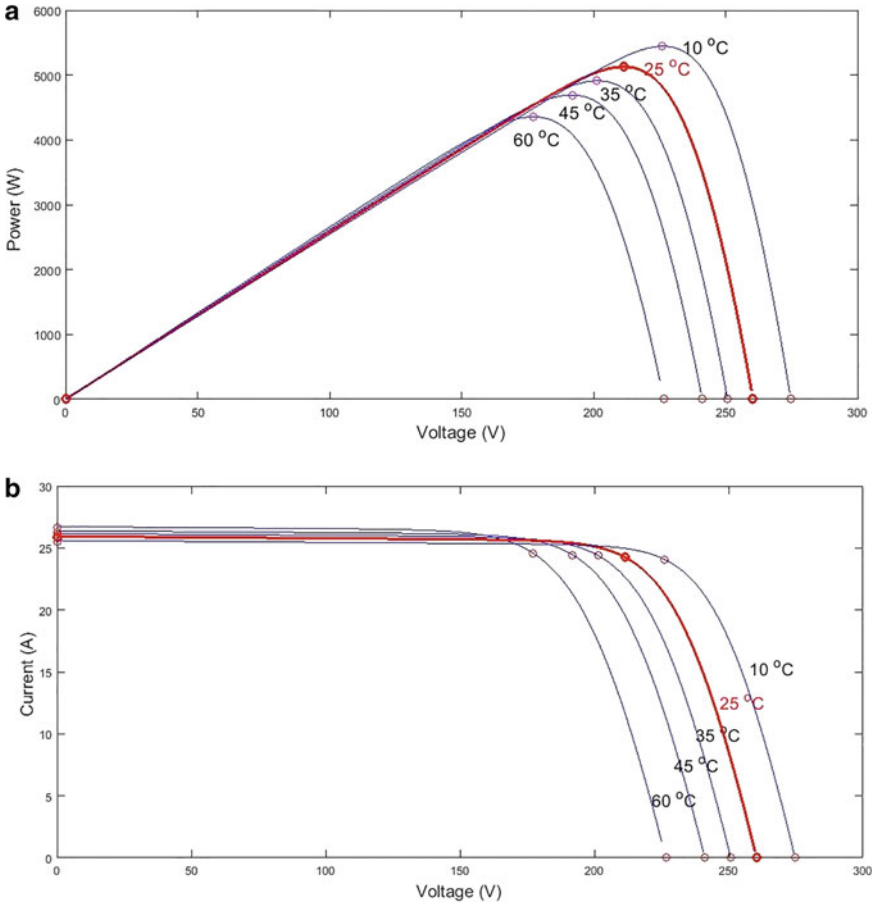 a
6000
5000
4000
3000
2000
1000
0
Power (W)
10 °C
25 °C
35 °C
45 °C
60 °C
0 50 100 150 200 250 300
Voltage (V)
b
30
25
20
15
10
5
0
Current (A)
10 °C
25 °C
35 °C
45 °C
60 °C
0 50 100 150 200 250 300
Voltage (V)